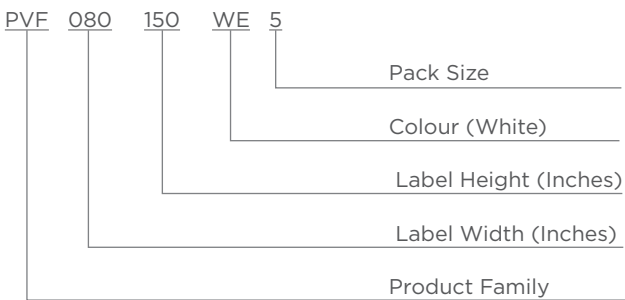 PVF 080 150 WE 5
Pack Size
Colour (White)
Label Height (Inches)
Label Width (Inches)
Product Family